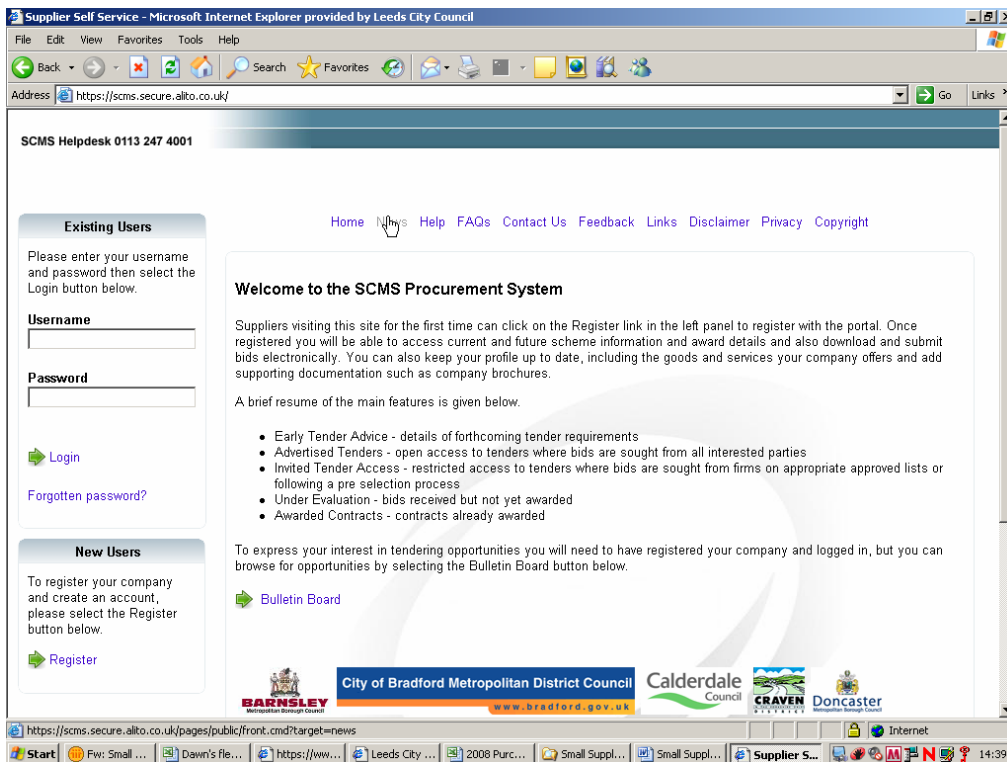 Supplier Self Service - Microsoft Internet Explorer provided by Leeds City Council
File Edit View Favorites Tools Help
Back Search Favorites
Address https://scms.secure.alito.co.uk/ Go Links
SCMS Helpdesk 0113 247 4001
Home News Help FAQs Contact Us Feedback Links Disclaimer Privacy Copyright
Existing Users
Please enter your username
and password then select the
Login button below.
Username
Password
Login
Forgotten password?
New Users
To register your company
and create an account,
please select the Register
button below.
Register
Welcome to the SCMS Procurement System
Suppliers visiting this site for the first time can click on the Register link in the left panel to register with the portal. Once
registered you will be able to access current and future scheme information and award details and also download and submit
bids electronically. You can also keep your profile up to date, including the goods and services your company offers and add
supporting documentation such as company brochures.
A brief resume of the main features is given below.
• Early Tender Advice - details of forthcoming tender requirements
• Advertised Tenders - open access to tenders where bids are sought from all interested parties
• Invited Tender Access - restricted access to tenders where bids are sought from firms on appropriate approved lists or
following a pre selection process
• Under Evaluation - bids received but not yet awarded
• Awarded Contracts - contracts already awarded
To express your interest in tendering opportunities you will need to have registered your company and logged in, but you can
browse for opportunities by selecting the Bulletin Board button below.
Bulletin Board
BARNSLEY
Metropolitan Borough Council
City of Bradford Metropolitan District Council
www.bradford.gov.uk
Calderdale
Council
CRAVEN
Doncaster
Metropolitan Borough Council
https://scms.secure.alito.co.uk/pages/public/front.cmd?target=news Internet
Start Fw: Small ... Dawn's fle... https://ww... Leeds City ... 2008 Purc... Small Suppl... Small Suppl... Supplier S... 14:39